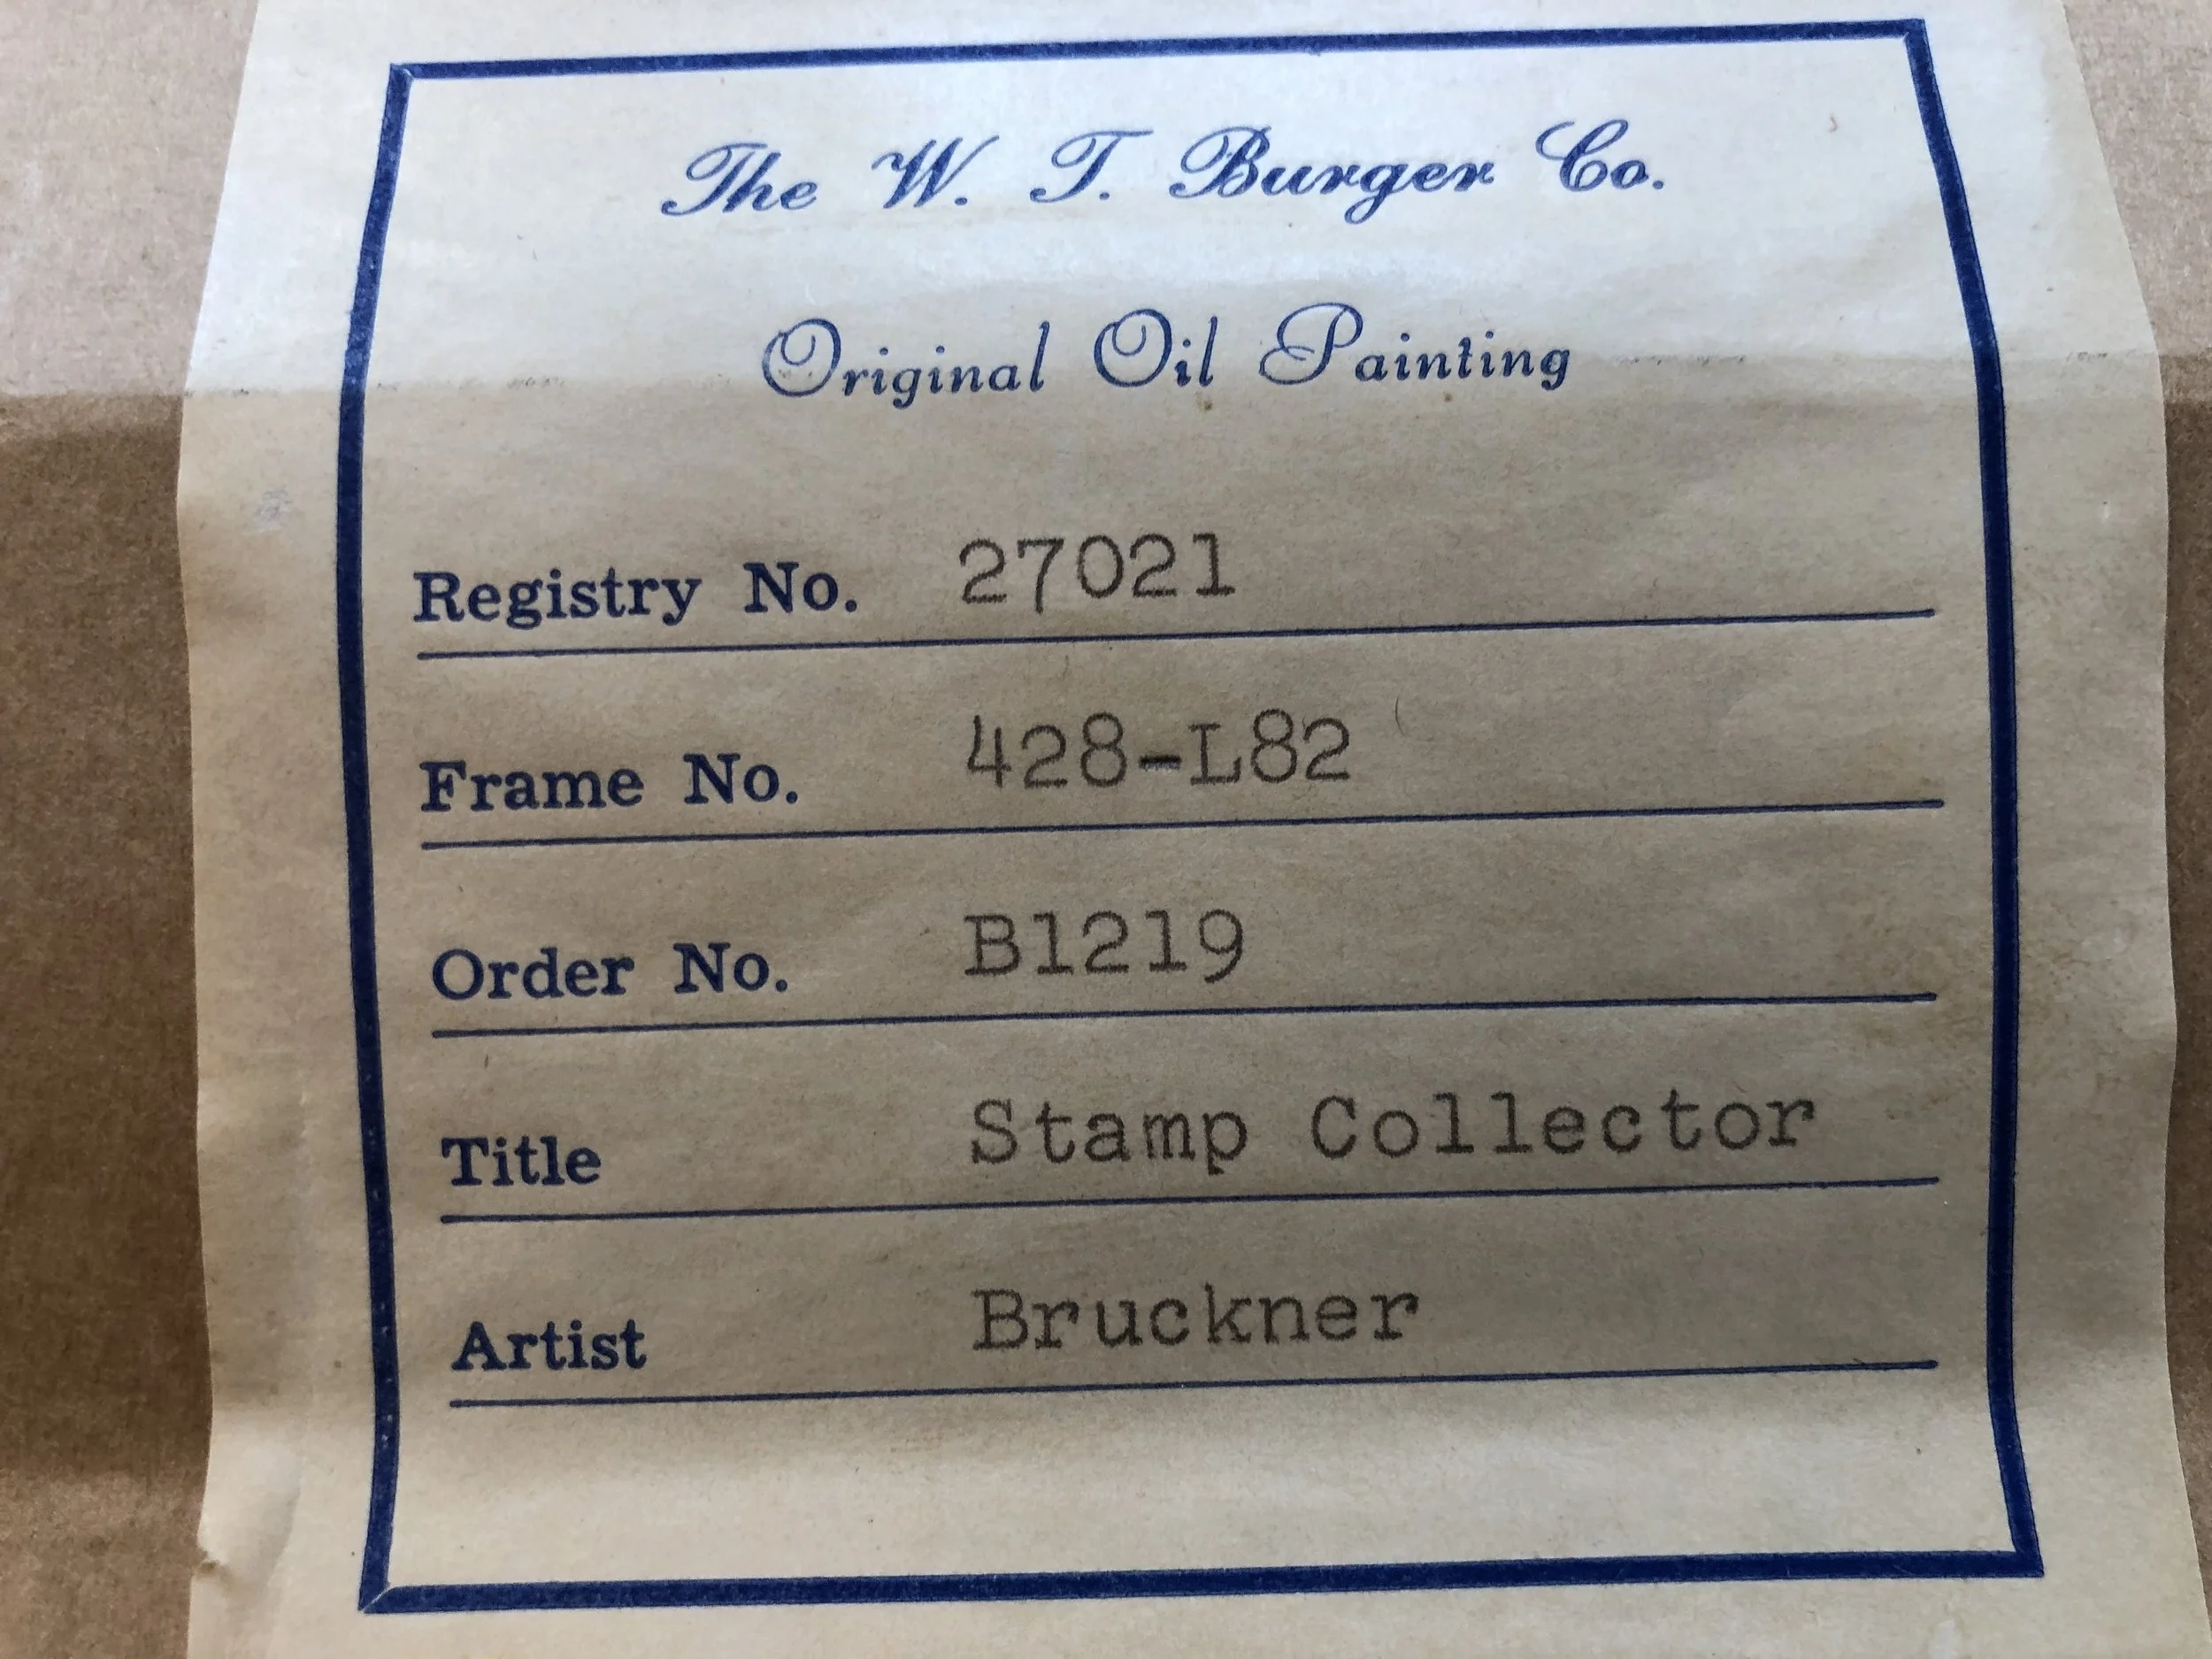 The W. T. Burger Co.
Original Oil Painting
Registry No. 27021
Frame No. 428-L82
Order No. B1219
Title Stamp Collector
Artist Bruckner